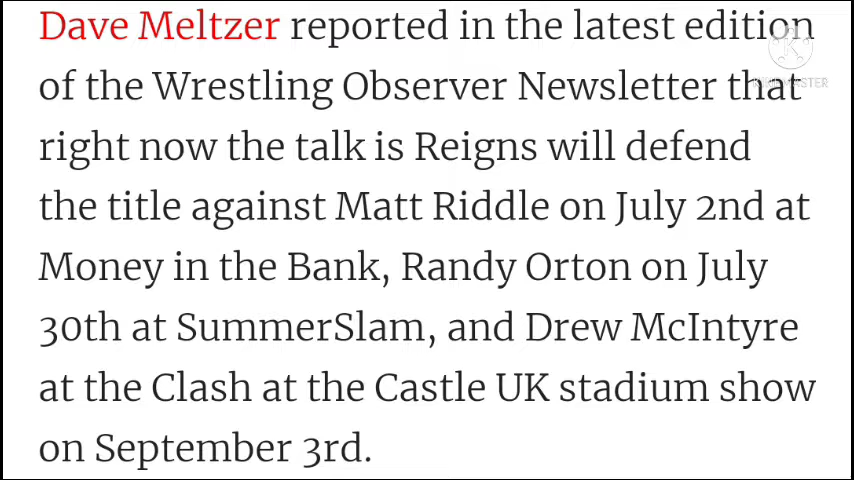 Dave Meltzer reported in the latest edition
of the Wrestling Observer Newsletter that
right now the talk is Reigns will defend
the title against Matt Riddle on July 2nd at
Money in the Bank, Randy Orton on July
30th at SummerSlam, and Drew McIntyre
at the Clash at the Castle UK stadium show
on September 3rd.
K
KINEMASTER